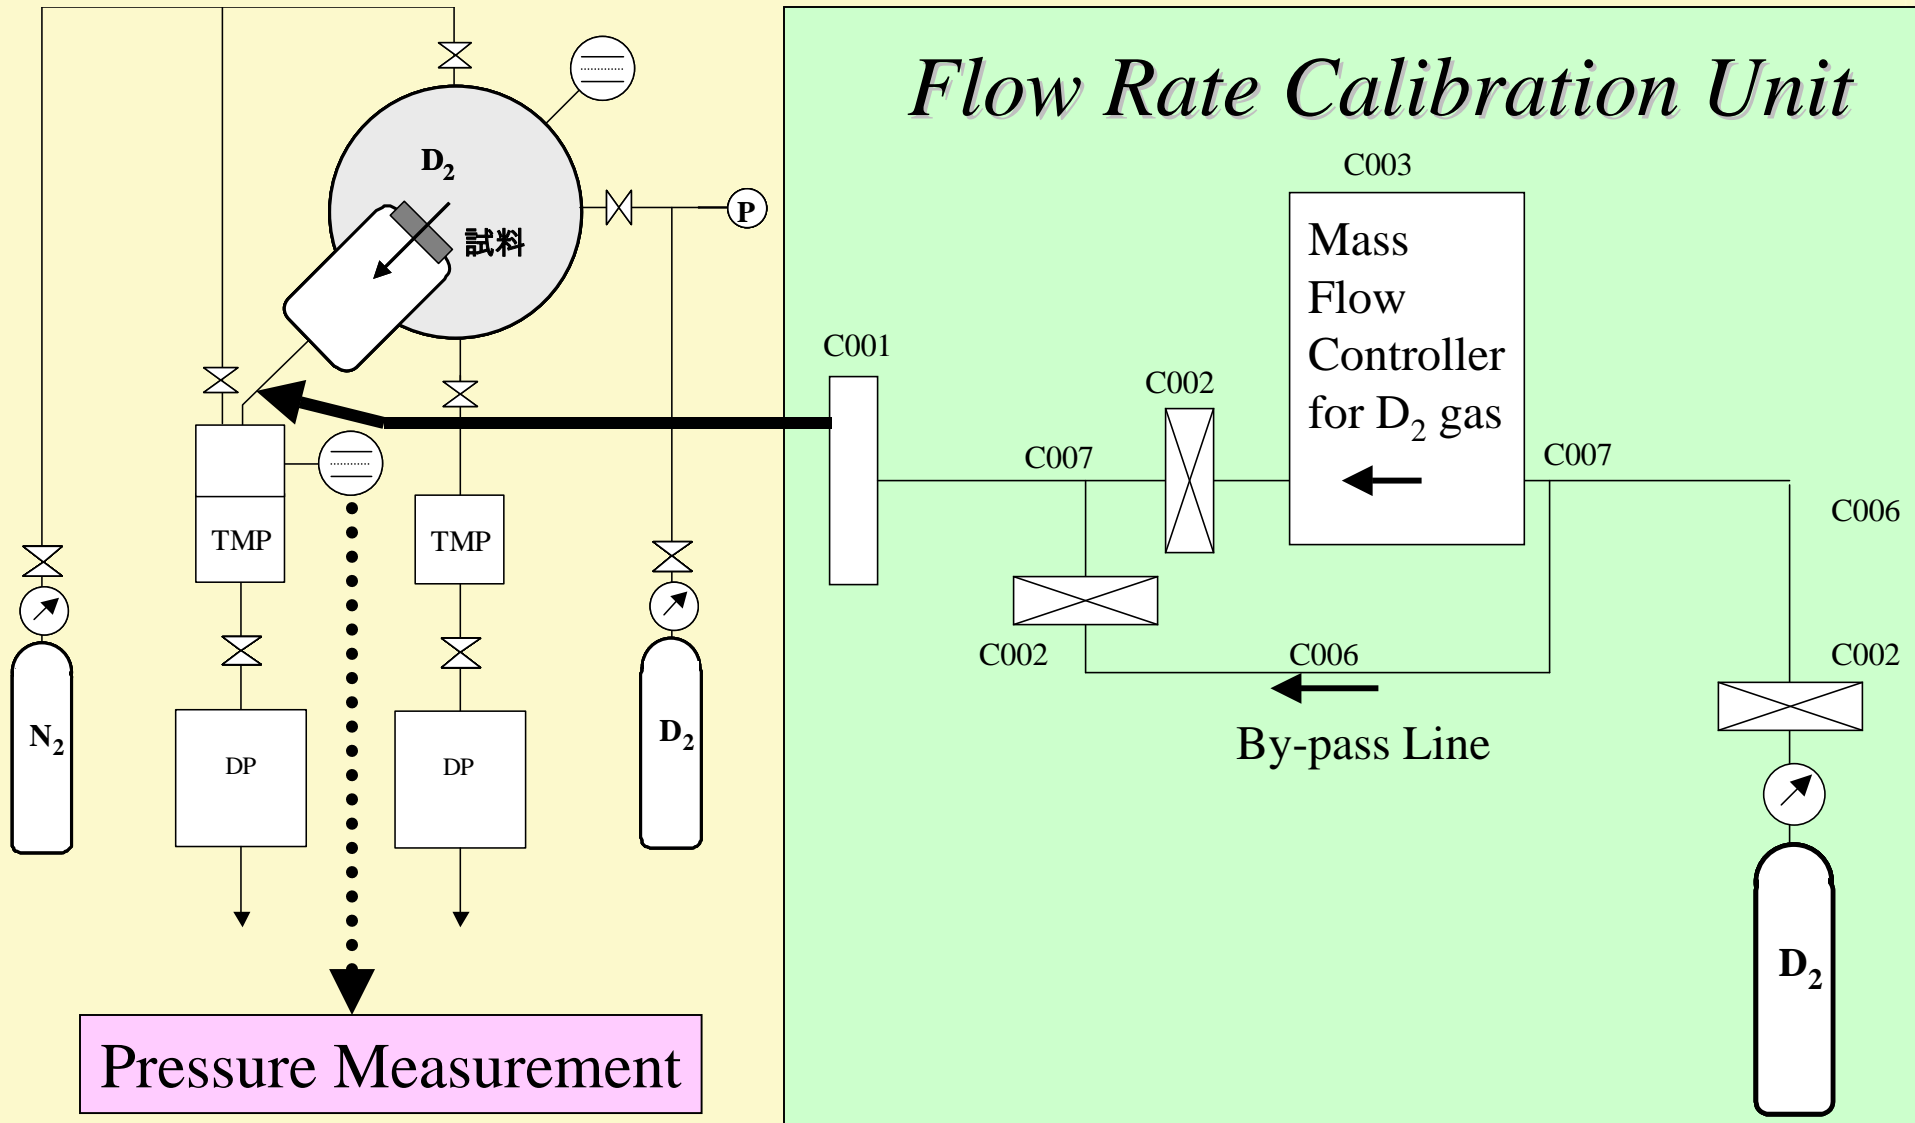 D₂
試料
P
TMP
TMP
N₂
DP
DP
D₂
Pressure Measurement
Flow Rate Calibration Unit
C003
Mass
Flow
Controller
for D₂ gas
C001
C002
C007
C007
C006
C002
C006
C002
By-pass Line
D₂